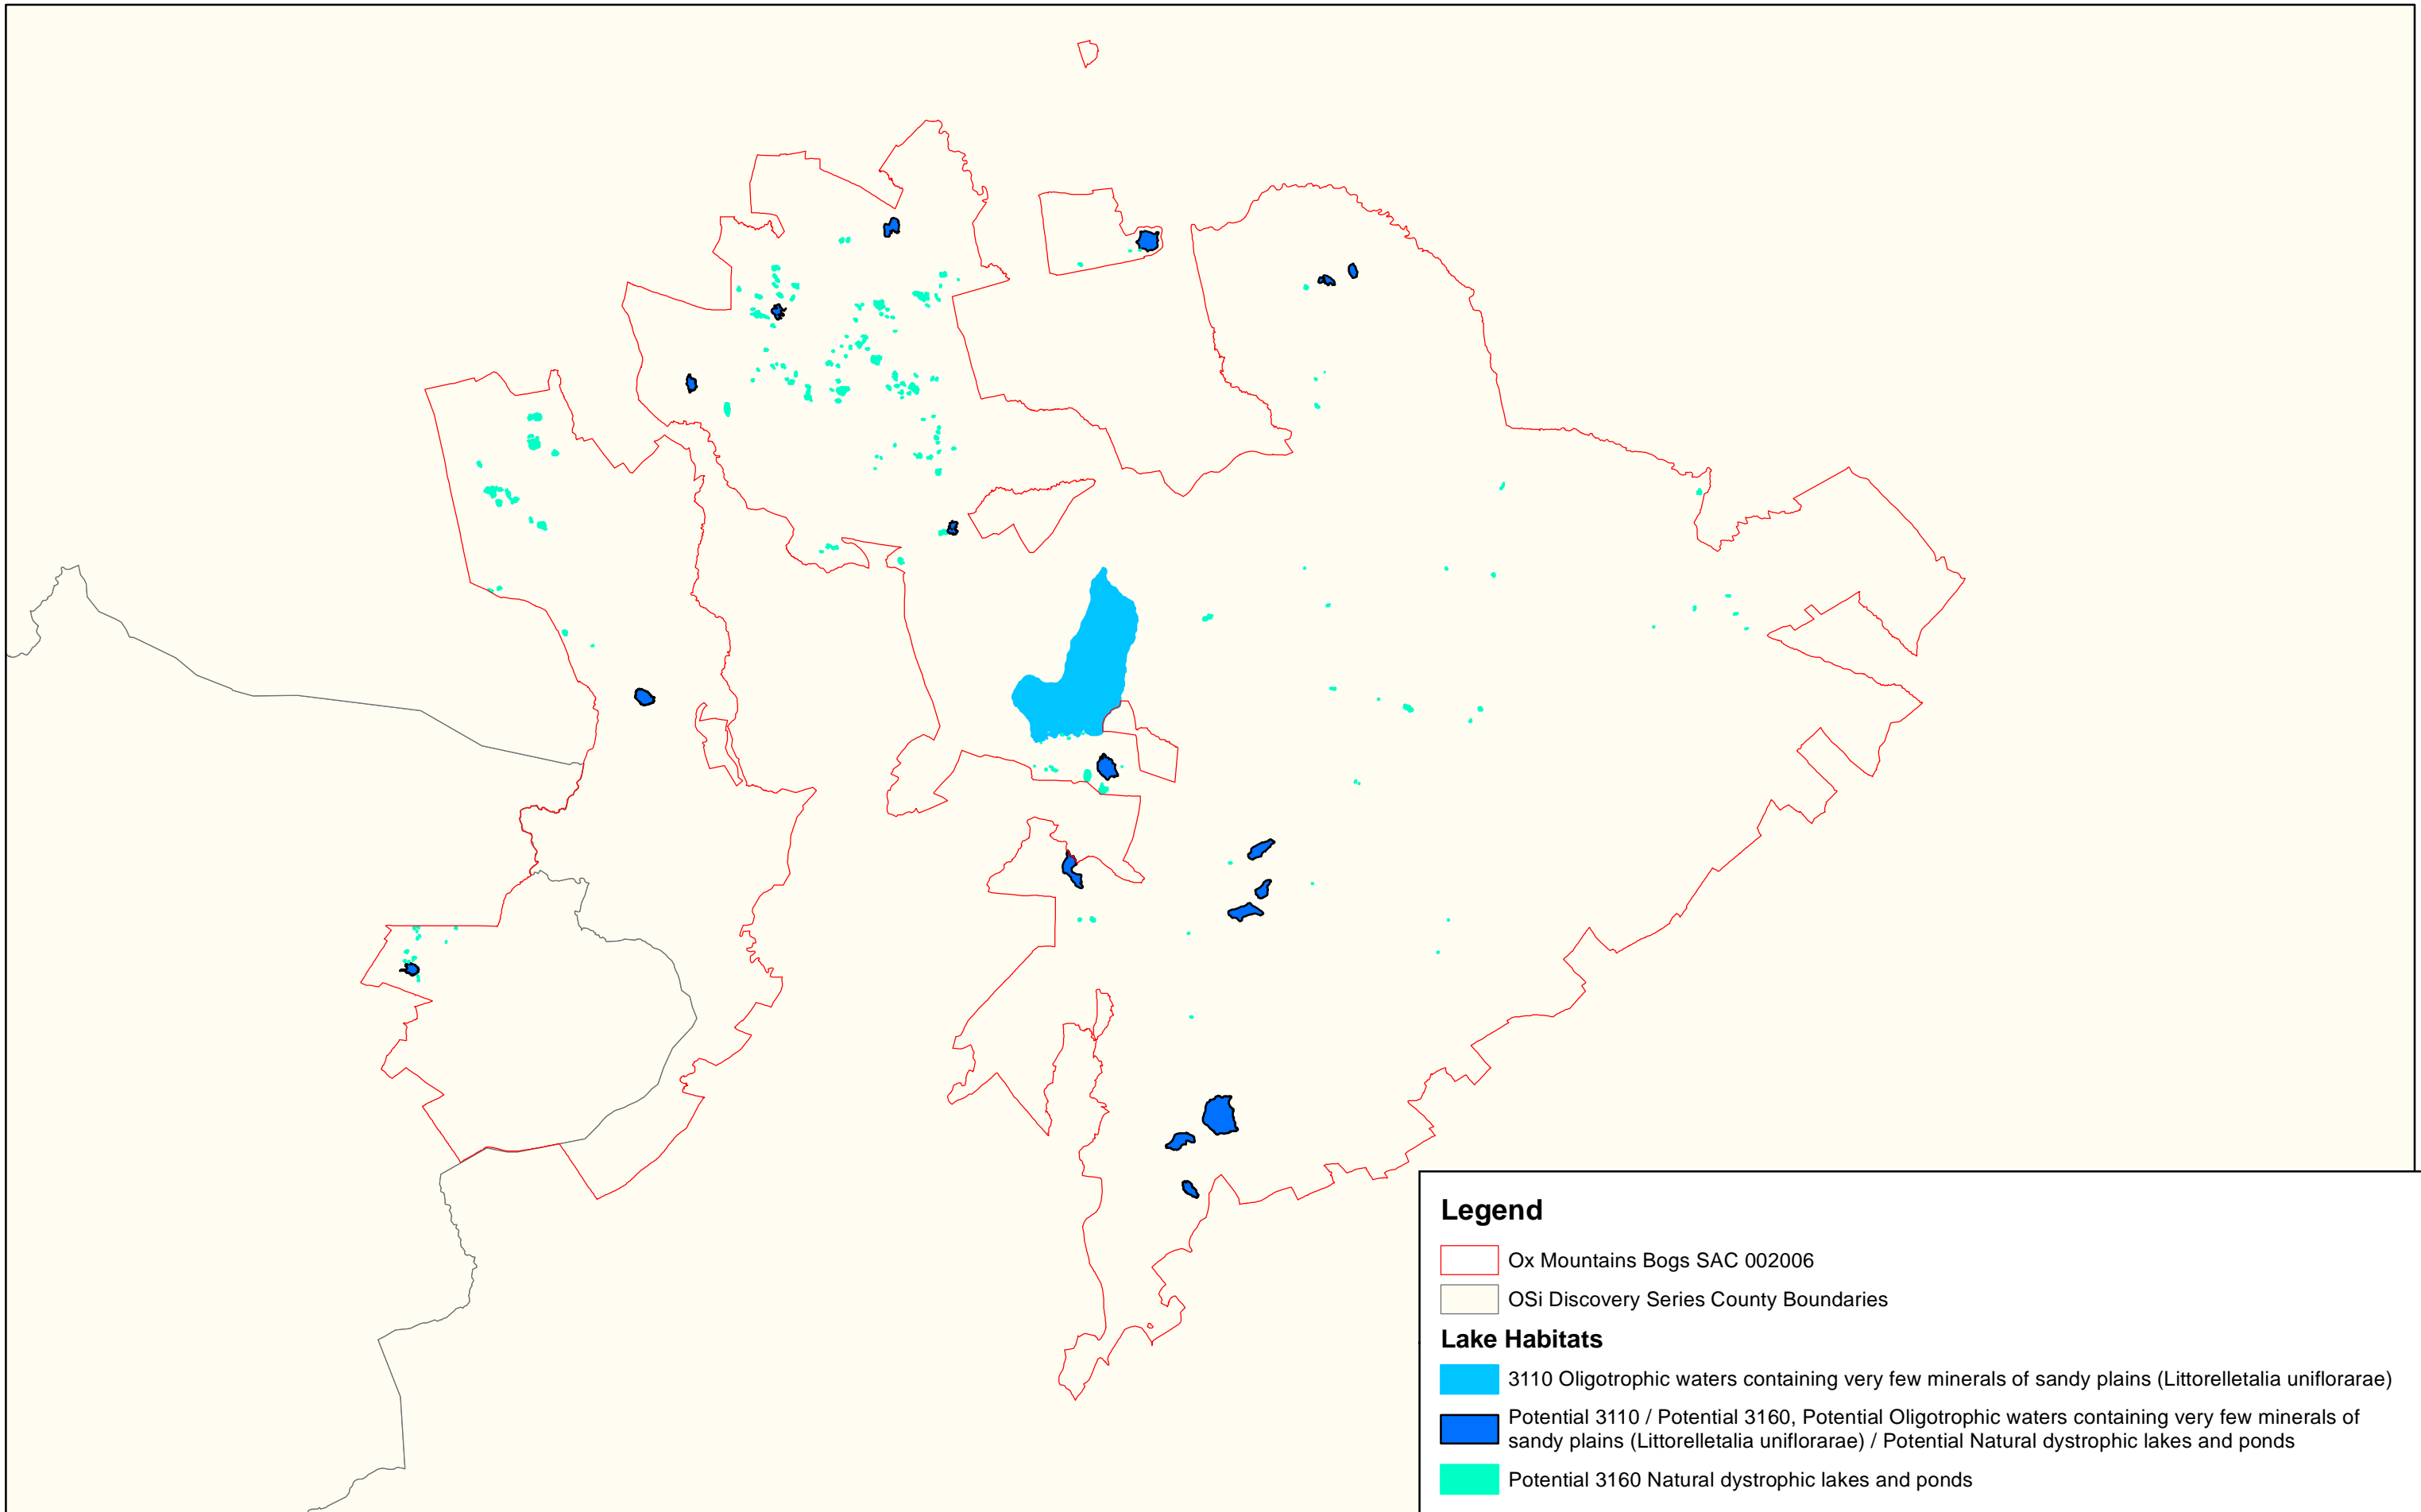 Legend
Ox Mountains Bogs SAC 002006
OSi Discovery Series County Boundaries
Lake Habitats
3110 Oligotrophic waters containing very few minerals of sandy plains (Littorelletalia uniflorarae)
Potential 3110 / Potential 3160, Potential Oligotrophic waters containing very few minerals of
sandy plains (Littorelletalia uniflorarae) / Potential Natural dystrophic lakes and ponds
Potential 3160 Natural dystrophic lakes and ponds